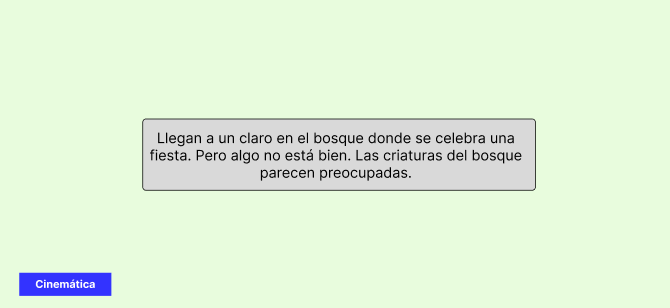 Llegan a un claro en el bosque donde se celebra una
fiesta. Pero algo no está bien. Las criaturas del bosque
parecen preocupadas.
Cinemática